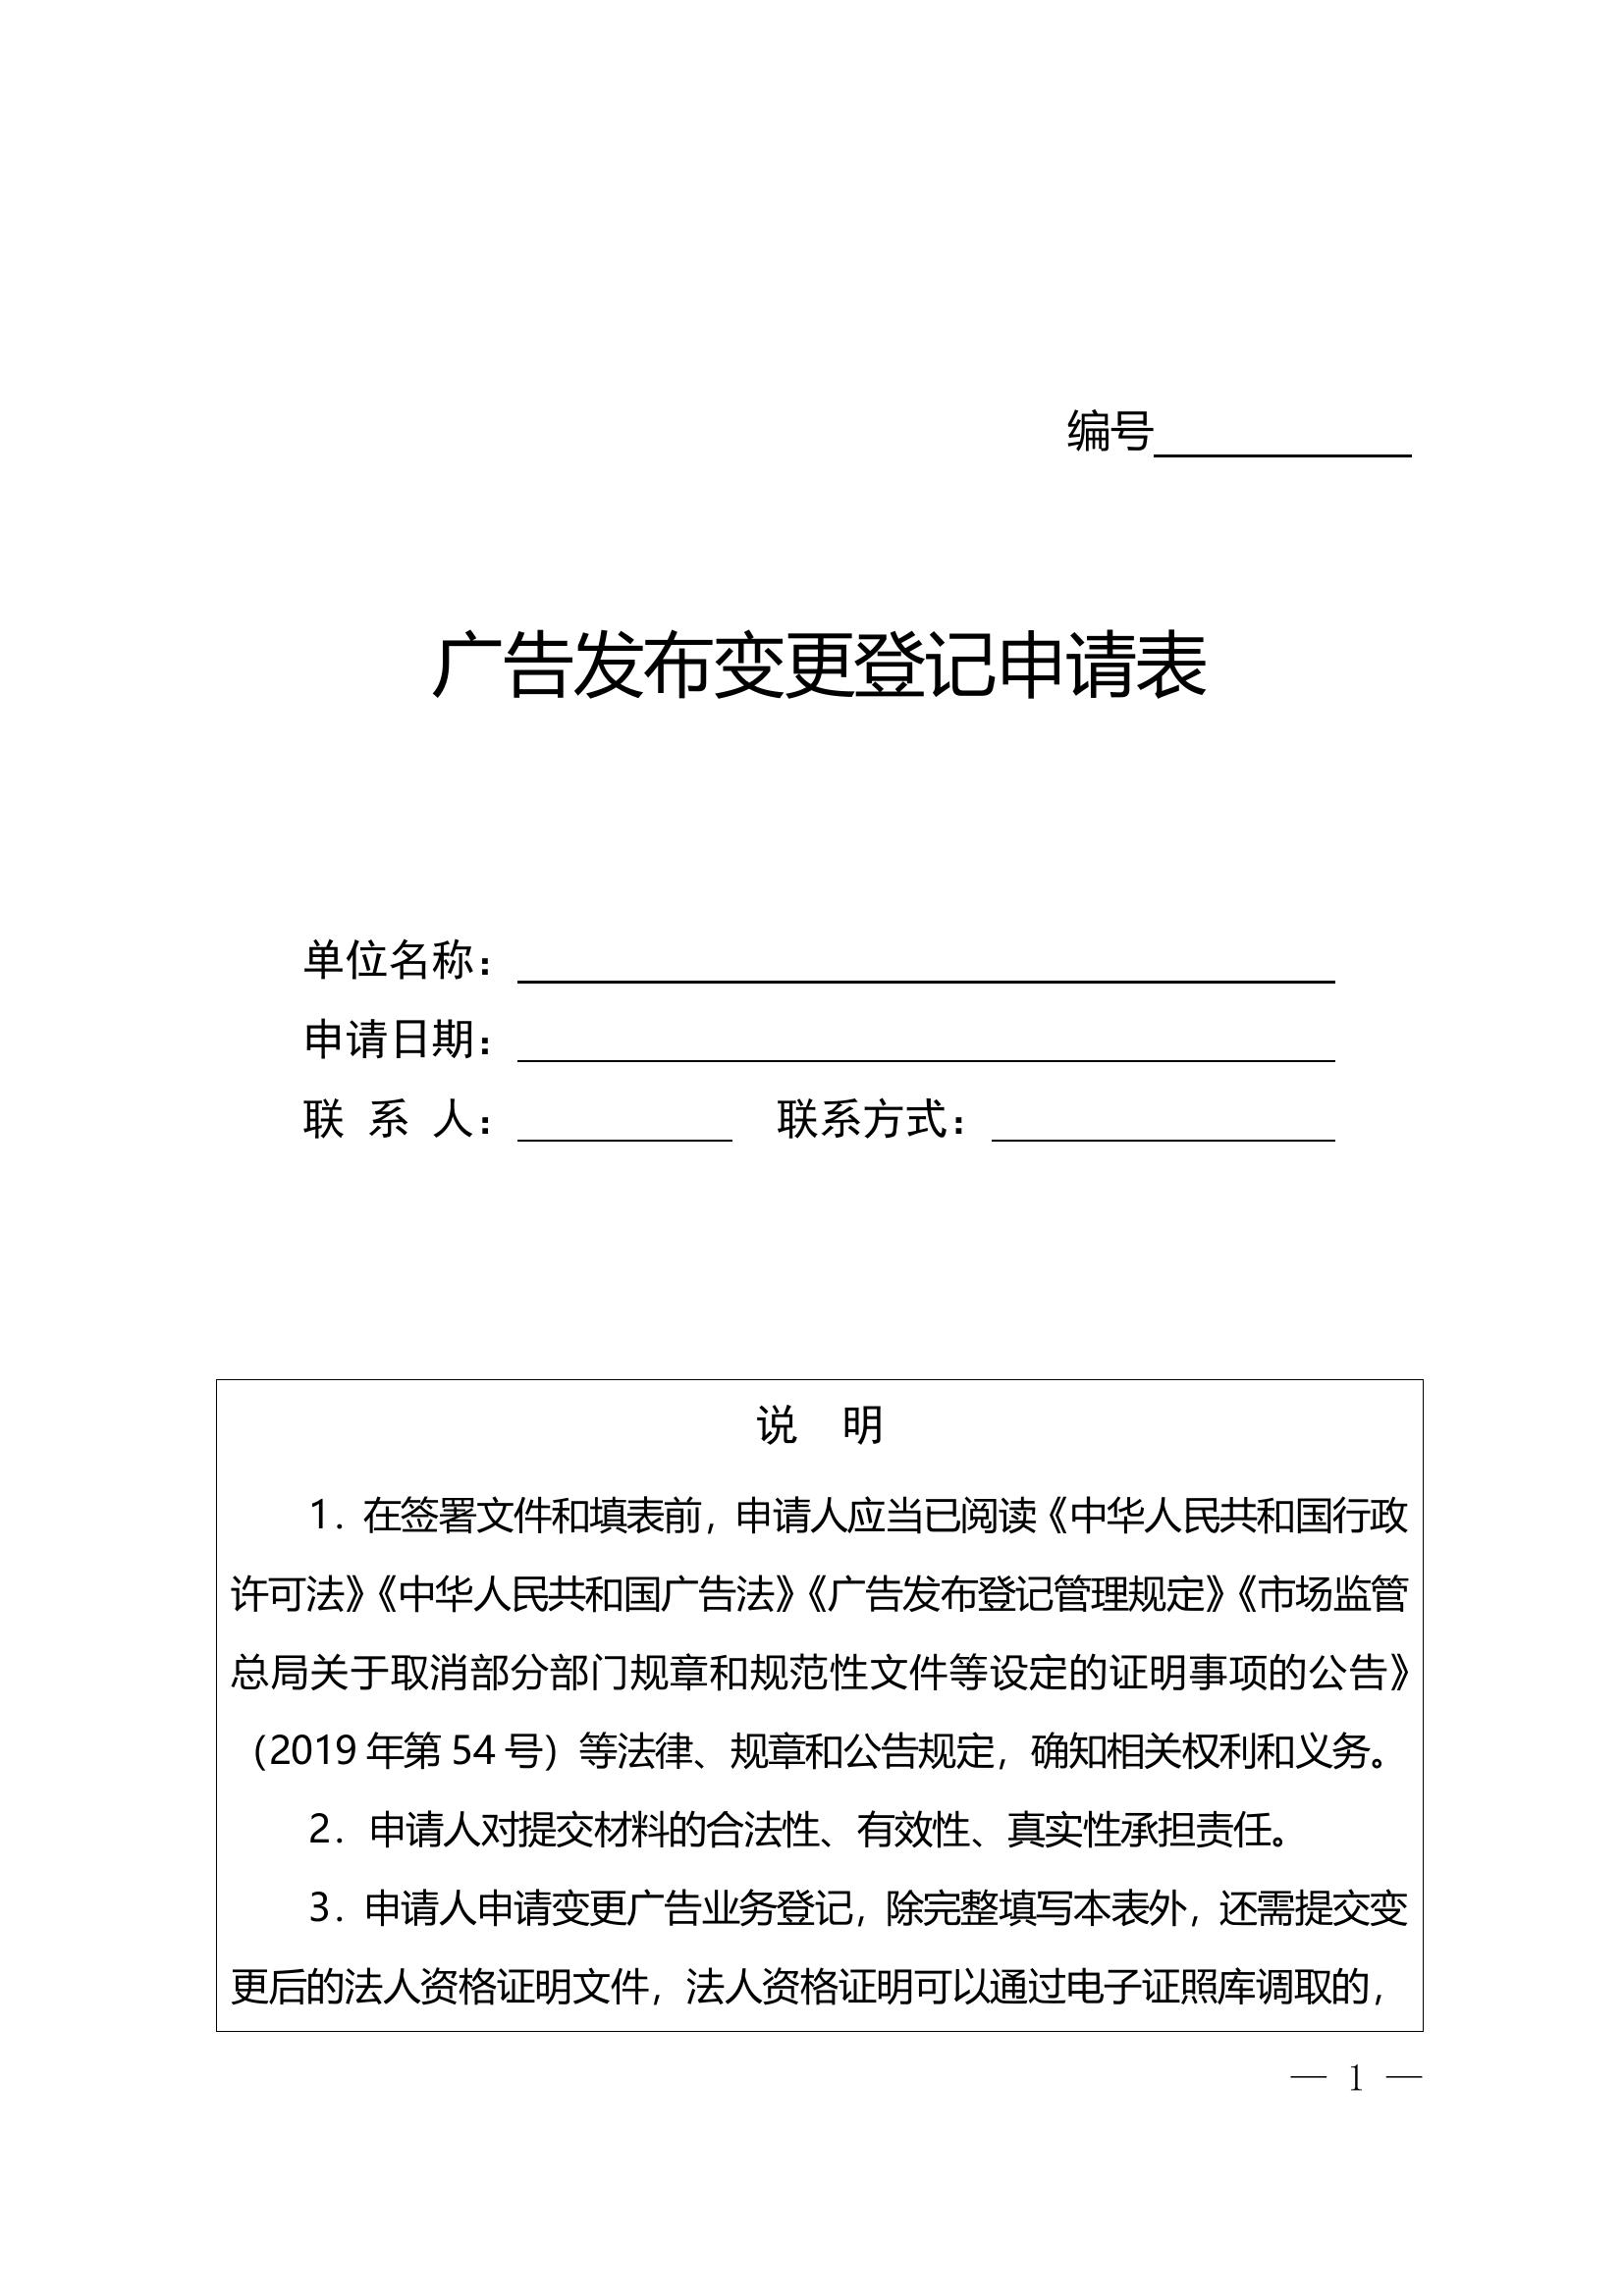 编号
广告发布变更登记申请表
单位名称：
申请日期：
联 系 人： 联系方式：
说 明
1．在签署文件和填表前，申请人应当已阅读《中华人民共和国行政
许可法》《中华人民共和国广告法》《广告发布登记管理规定》《市场监管
总局关于取消部分部门规章和规范性文件等设定的证明事项的公告》
（2019 年第 54 号）等法律、规章和公告规定，确知相关权利和义务。
2．申请人对提交材料的合法性、有效性、真实性承担责任。
3．申请人申请变更广告业务登记，除完整填写本表外，还需提交变
更后的法人资格证明文件，法人资格证明可以通过电子证照库调取的，
— 1 —